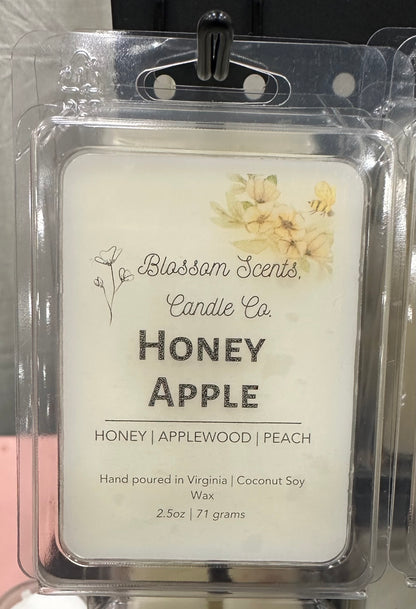 Blossom Scents,
Candle Co.
HONEY
APPLE
HONEY | APPLEWOOD | PEACH
Hand poured in Virginia | Coconut Soy
Wax
2.5oz | 71 grams